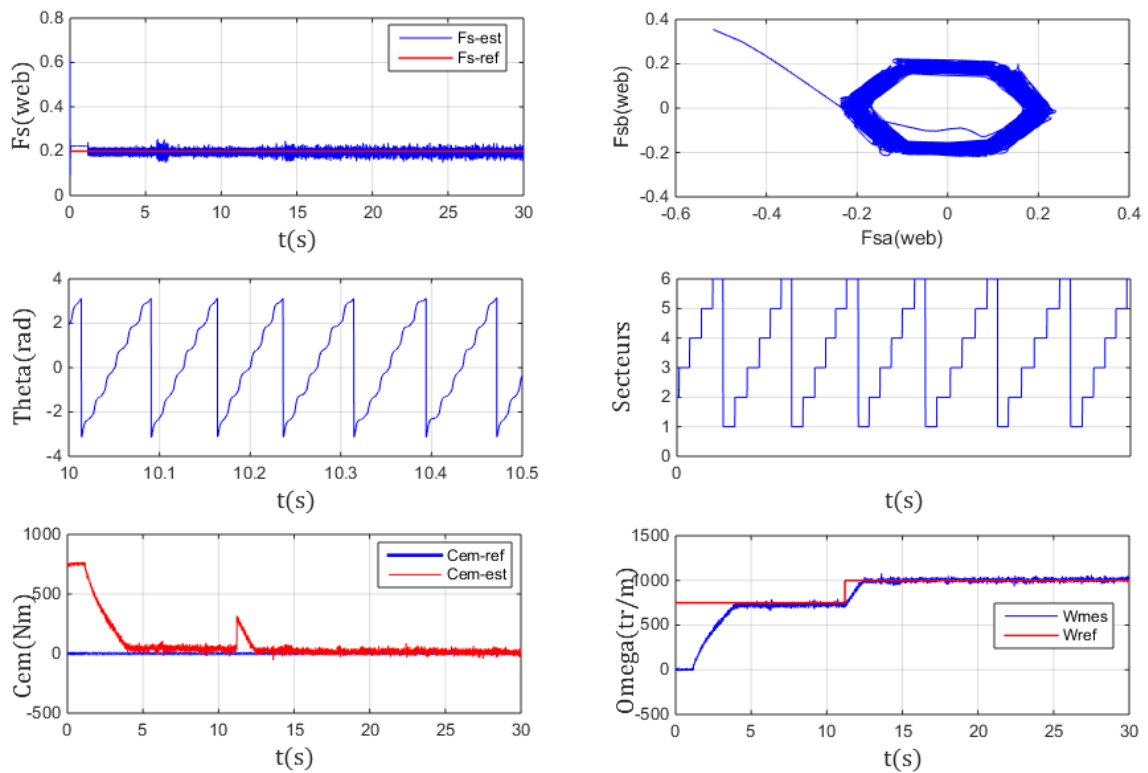 0.8
0.6
0.4
0.2
0
Fs(web)
Fs-est
Fs-ref
0 5 10 15 20 25 30
t(s)
0.4
0.2
0
-0.2
-0.4
Fsb(web)
-0.6 -0.4 -0.2 0 0.2 0.4
Fsa(web)
4
2
0
-2
-4
Theta(rad)
10 10.1 10.2 10.3 10.4 10.5
t(s)
6
5
4
3
2
1
0
Secteurs
0
t(s)
1000
500
0
-500
Cem(Nm)
Cem-ref
Cem-est
0 5 10 15 20 25 30
t(s)
1500
1000
500
0
-500
Omega(tr/m)
Wmes
Wref
0 5 10 15 20 25 30
t(s)